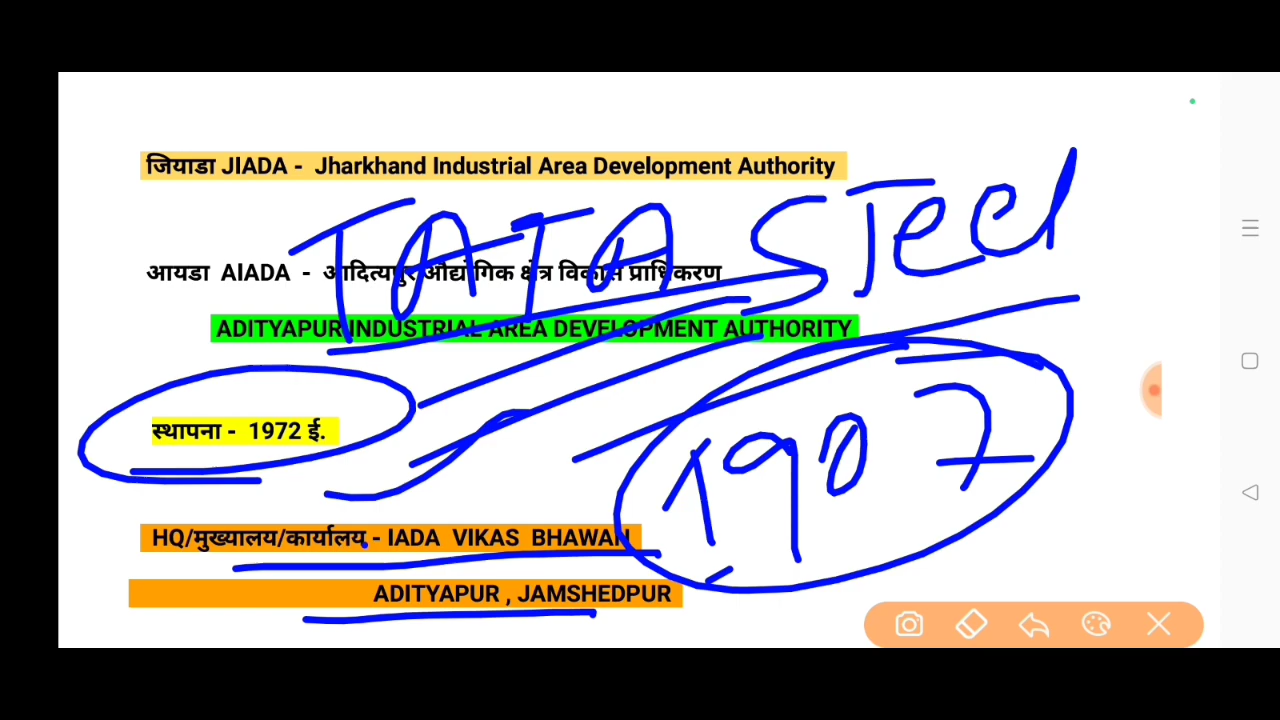 जियाडा JIADA - Jharkhand Industrial Area Development Authority
TATA STeel
आयडा AIADA - आदित्यपुर औद्योगिक क्षेत्र विकास प्राधिकरण
ADITYAPUR INDUSTRIAL AREA DEVELOPMENT AUTHORITY
स्थापना - 1972 ई.
1907
HQ/मुख्यालय/कार्यालय - IADA VIKAS BHAWAN
ADITYAPUR , JAMSHEDPUR